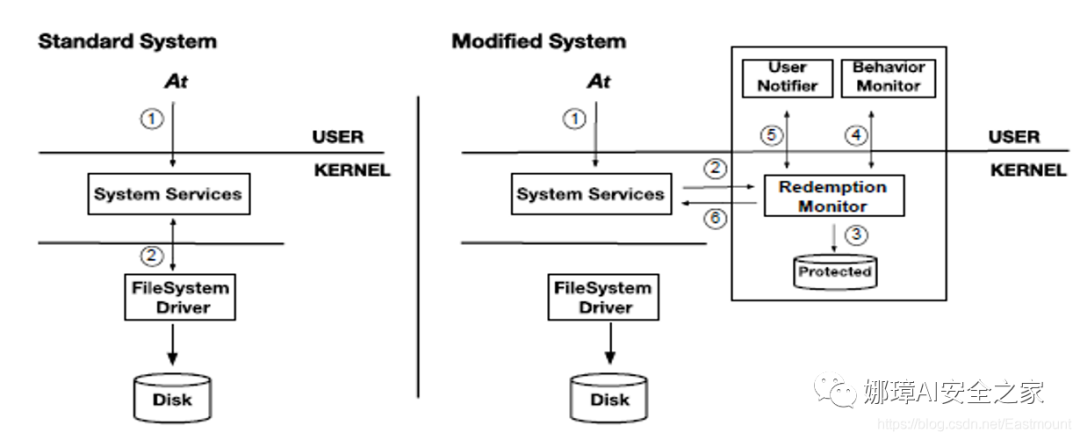 Standard System
At
①
USER
KERNEL
System Services
②
FileSystem
Driver
Disk
Modified System
At
①
System Services
②
⑥
FileSystem
Driver
Disk
User
Notifier
Behavior
Monitor
⑤
④
USER
KERNEL
Redemption
Monitor
③
Protected
娜璋AI安全之家
https://blog.csdn.net/Eastmount